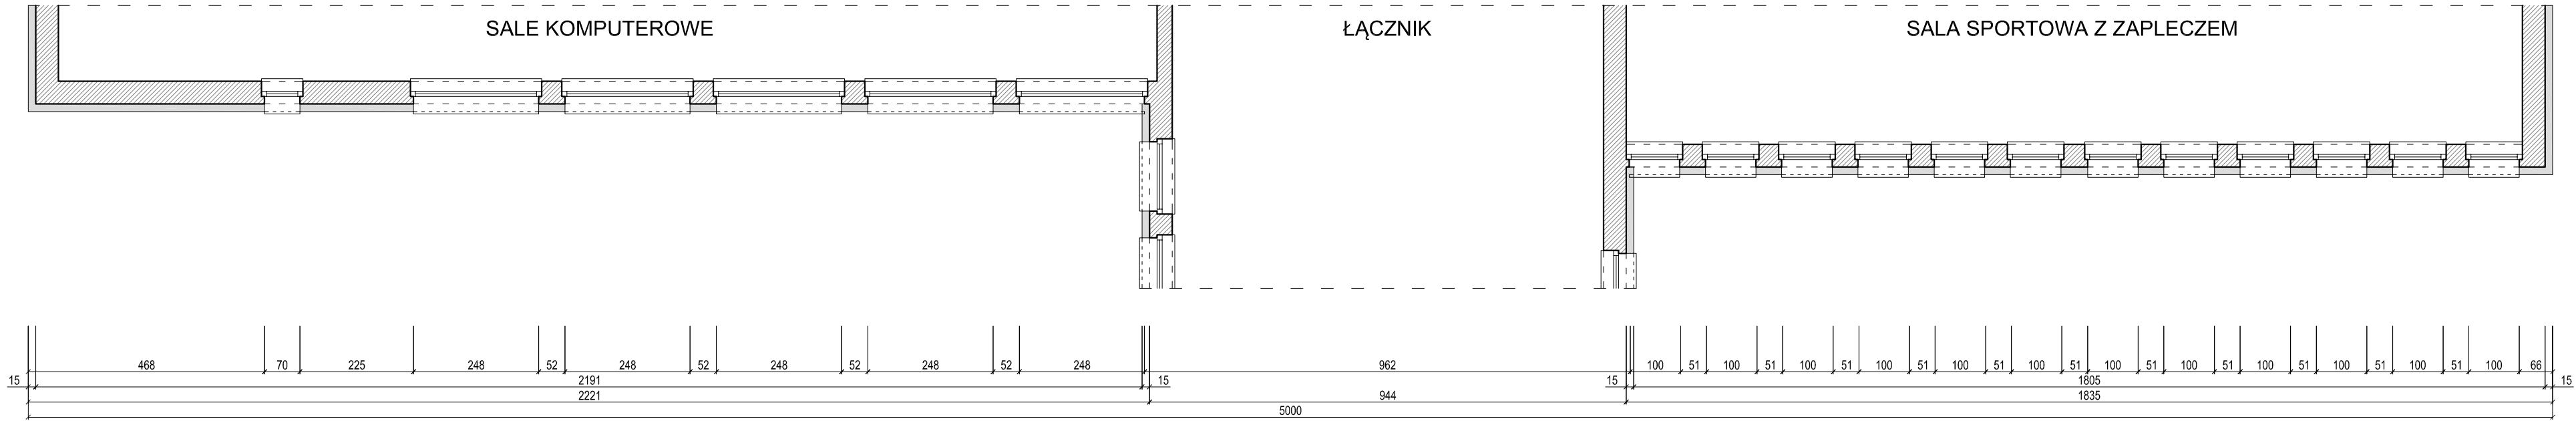 SALE KOMPUTEROWE ŁĄCZNIK SALA SPORTOWA Z ZAPLECZEM
468 70 225 248 52 248 52 248 52 248 52 248 962 100 51 100 51 100 51 100 51 100 51 100 51 100 51 100 51 100 51 100 51 100 51 100 66
15 2191 15 15 1805 15
2221 944 1835
5000